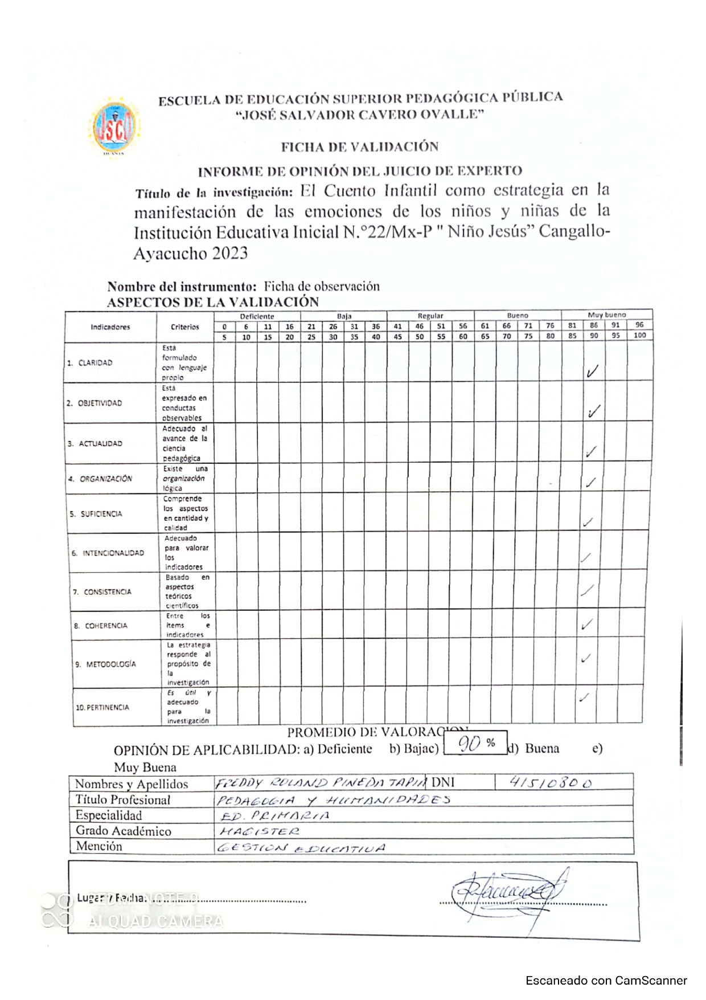 ESCUELA DE EDUCACIÓN SUPERIOR PEDAGÓGICA PÚBLICA
“JOSÉ SALVADOR CAVERO OVALLE”
JSCO
HUANTA
FICHA DE VALIDACIÓN
INFORME DE OPINIÓN DEL JUICIO DE EXPERTO
Título de la investigación: El Cuento Infantil como estrategia en la
manifestación de las emociones de los niños y niñas de la
Institución Educativa Inicial N.°22/Mx-P " Niño Jesús” Cangallo-
Ayacucho 2023
Nombre del instrumento: Ficha de observación
ASPECTOS DE LA VALIDACIÓN
Indicadores Criterios Deficiente Baja Regular Bueno Muy bueno
0 6 11 16 21 26 31 36 41 46 51 56 61 66 71 76 81 86 91 96
5 10 15 20 25 30 35 40 45 50 55 60 65 70 75 80 85 90 95 100
1. CLARIDAD
Está
formulado
con lenguaje
propio
✓
2. OBJETIVIDAD
Está
expresado en
conductas
observables
✓
3. ACTUALIDAD
Adecuado al
avance de la
ciencia
pedagógica
✓
4. ORGANIZACIÓN
Existe una
organización
lógica
✓
5. SUFICIENCIA
Comprende
los aspectos
en cantidad y
calidad
✓
6. INTENCIONALIDAD
Adecuado
para valorar
los
indicadores
✓
7. CONSISTENCIA
Basado en
aspectos
teóricos
científicos
✓
8. COHERENCIA
Entre los
ítems e
indicadores
✓
9. METODOLOGÍA
La estrategia
responde al
propósito de
la
investigación
✓
10. PERTINENCIA
Es útil y
adecuado
para la
investigación
✓
PROMEDIO DE VALORACION
90 %
OPINIÓN DE APLICABILIDAD: a) Deficiente b) Bajac) d) Buena e)
Muy Buena
Nombres y Apellidos FREDDY ROLAND PINEDA TAPIA DNI 41510800
Título Profesional PEDAGOGIA Y HUMANIDADES
Especialidad ED. PRIMARIA
Grado Académico MAGISTER
Mención GESTION EDUCATIVA
Lugar y Fecha:
REDMI NOTE 9
AI QUAD CAMERA
Escaneado con CamScanner